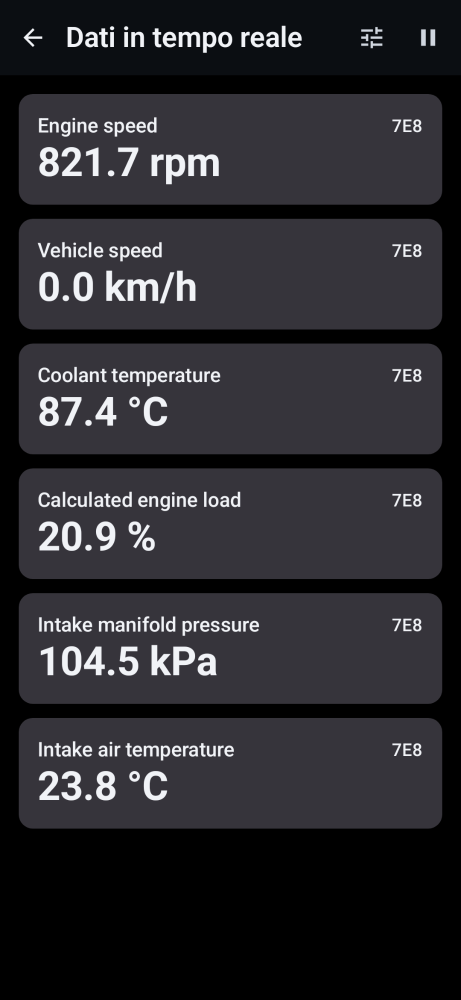 Dati in tempo reale
Engine speed 7E8
821.7 rpm
Vehicle speed 7E8
0.0 km/h
Coolant temperature 7E8
87.4 °C
Calculated engine load 7E8
20.9 %
Intake manifold pressure 7E8
104.5 kPa
Intake air temperature 7E8
23.8 °C